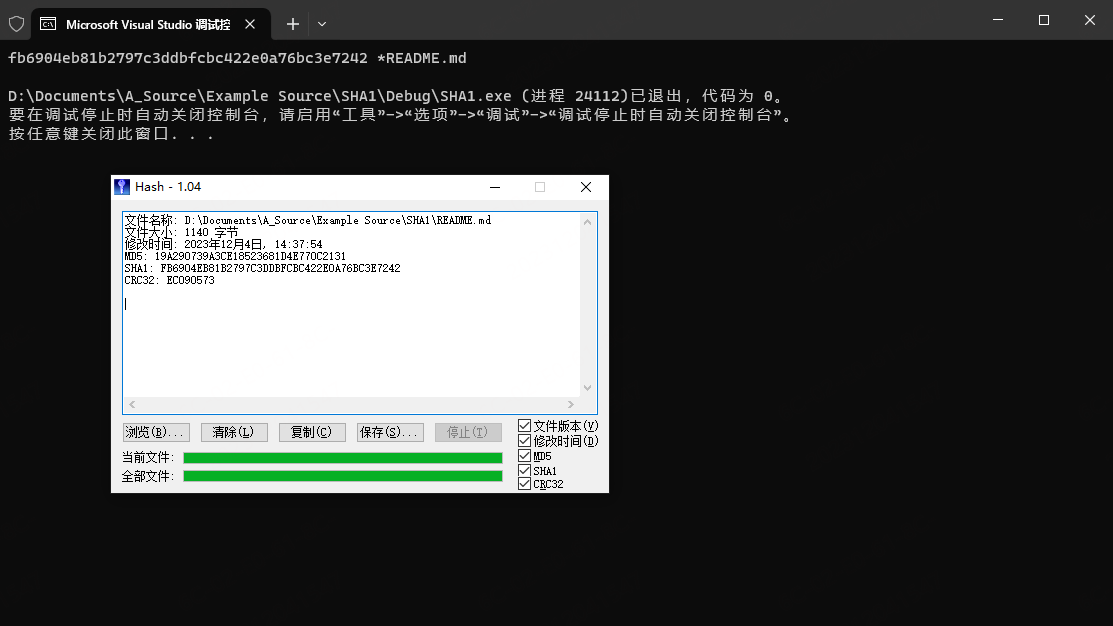 Microsoft Visual Studio 调试控
fb6904eb81b2797c3ddbfcbc422e0a76bc3e7242 *README.md
D:\Documents\A_Source\Example Source\SHA1\Debug\SHA1.exe (进程 24112)已退出，代码为 0。
要在调试停止时自动关闭控制台，请启用“工具”->“选项”->“调试”->“调试停止时自动关闭控制台”。
按任意键关闭此窗口. . .
Hash - 1.04
文件名称: D:\Documents\A_Source\Example Source\SHA1\README.md
文件大小: 1140 字节
修改时间: 2023年12月4日, 14:37:54
MD5: 19A290739A3CE18523681D4E770C2131
SHA1: FB6904EB81B2797C3DDBFCBC422E0A76BC3E7242
CRC32: EC090573
浏览(B)... 清除(L) 复制(C) 保存(S)... 停止(T)
文件版本(V)
修改时间(D)
MD5
SHA1
CRC32
当前文件:
全部文件: